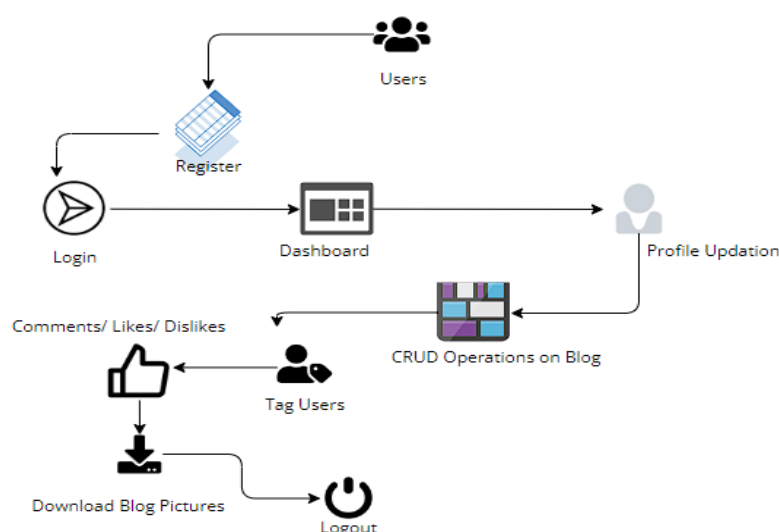 Users
Register
Login
Dashboard
Profile Updation
CRUD Operations on Blog
Tag Users
Comments/ Likes/ Dislikes
Download Blog Pictures
Logout